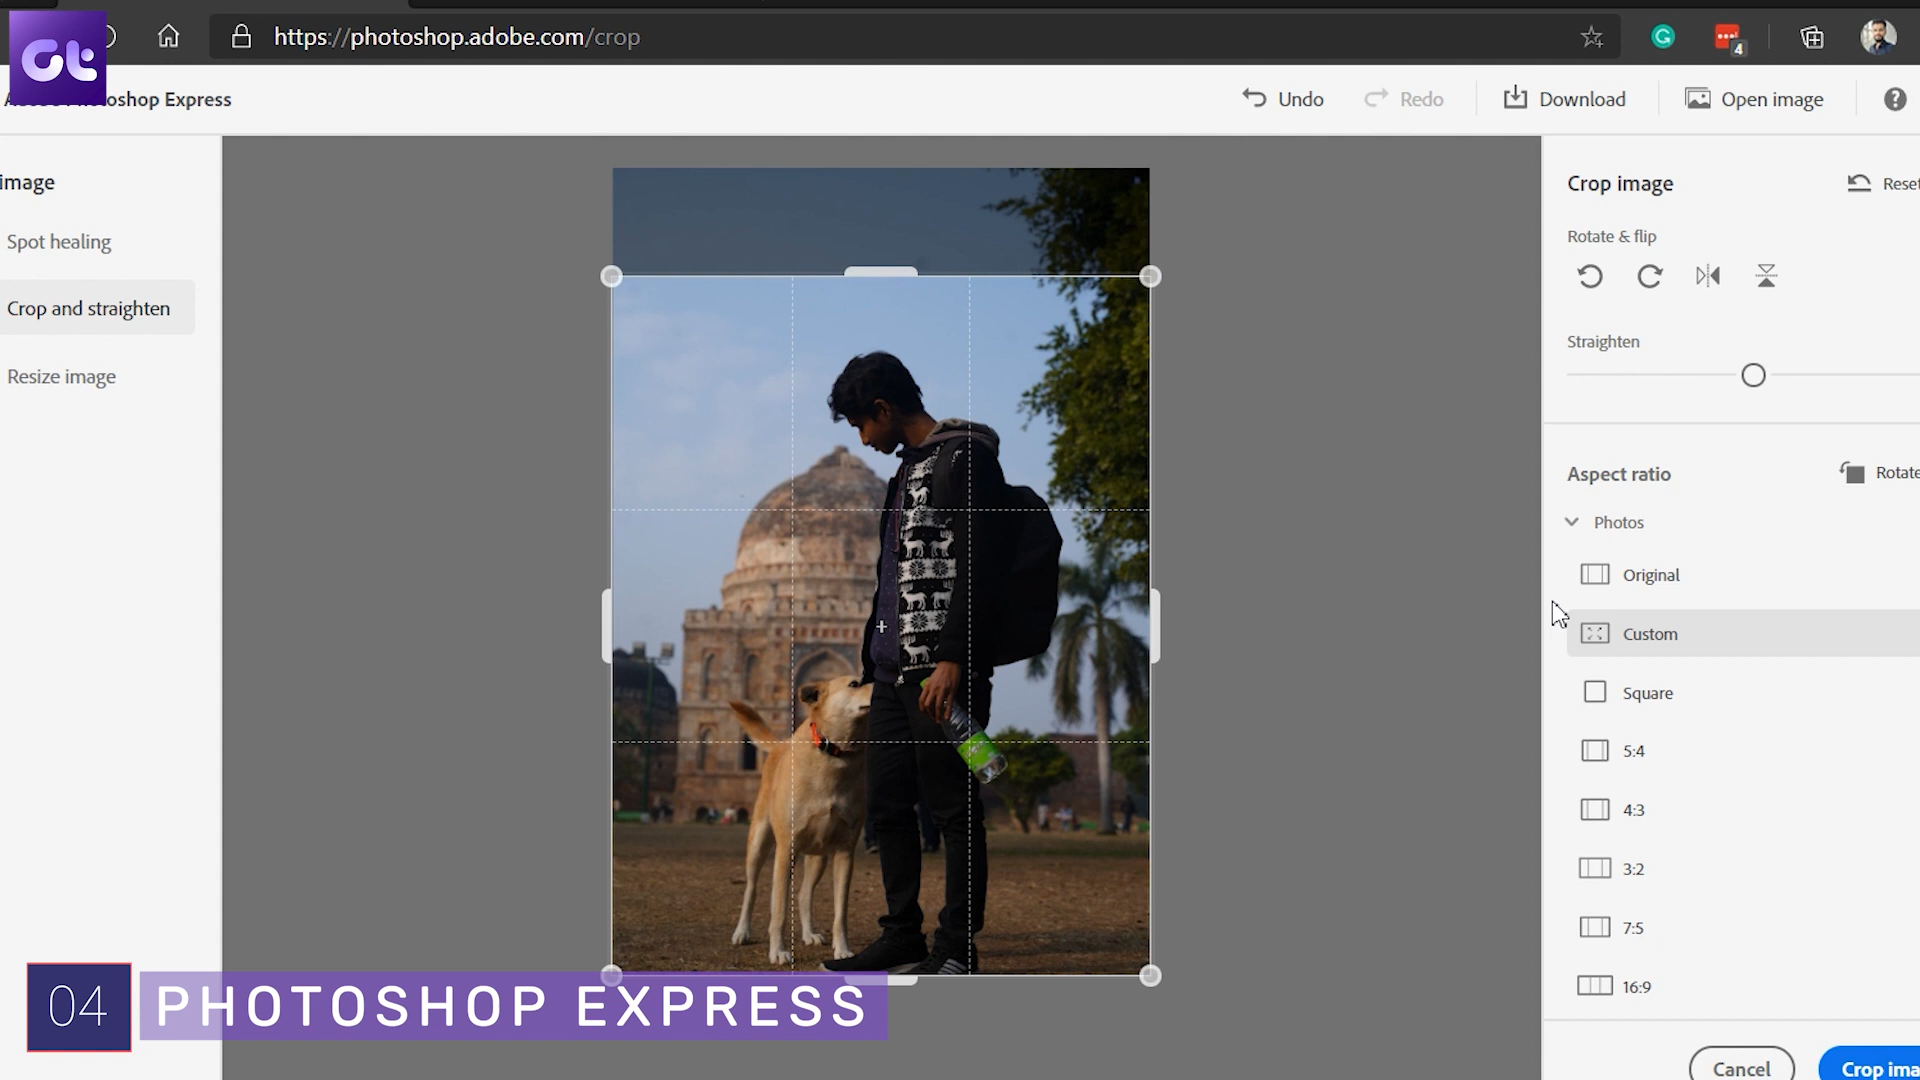 Gt
https://photoshop.adobe.com/crop
4
oshop Express
Undo
Redo
Download
Open image
?
image
Spot healing
Crop and straighten
Resize image
Crop image
Reset
Rotate & flip
Straighten
Aspect ratio
Rotate
Photos
Original
Custom
Square
5:4
4:3
3:2
7:5
16:9
Cancel
Crop ima
04
PHOTOSHOP EXPRESS